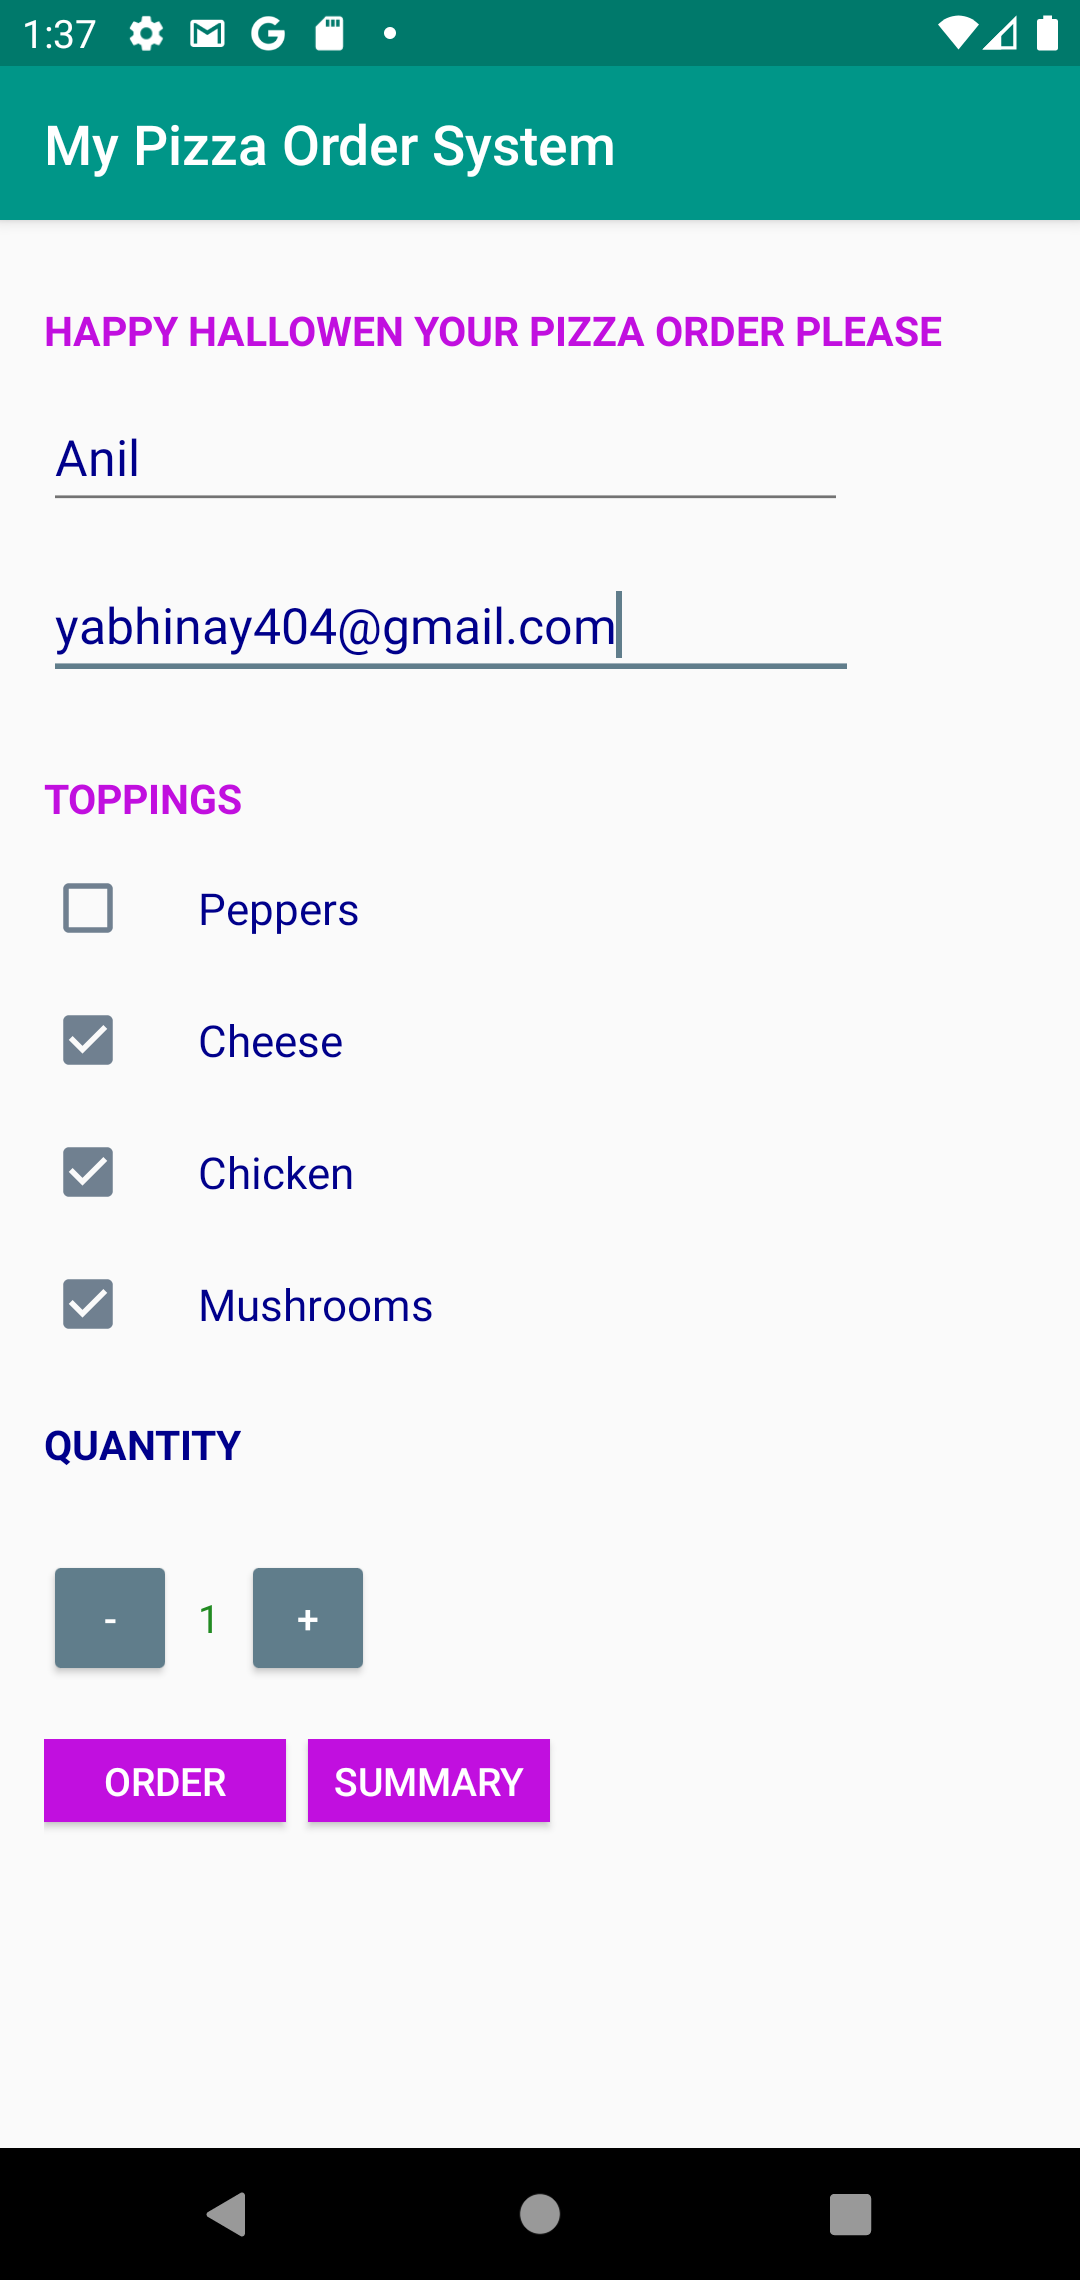 1:37
My Pizza Order System
HAPPY HALLOWEN YOUR PIZZA ORDER PLEASE
Anil
yabhinay404@gmail.com
TOPPINGS
Peppers
Cheese
Chicken
Mushrooms
QUANTITY
- 1 +
ORDER SUMMARY